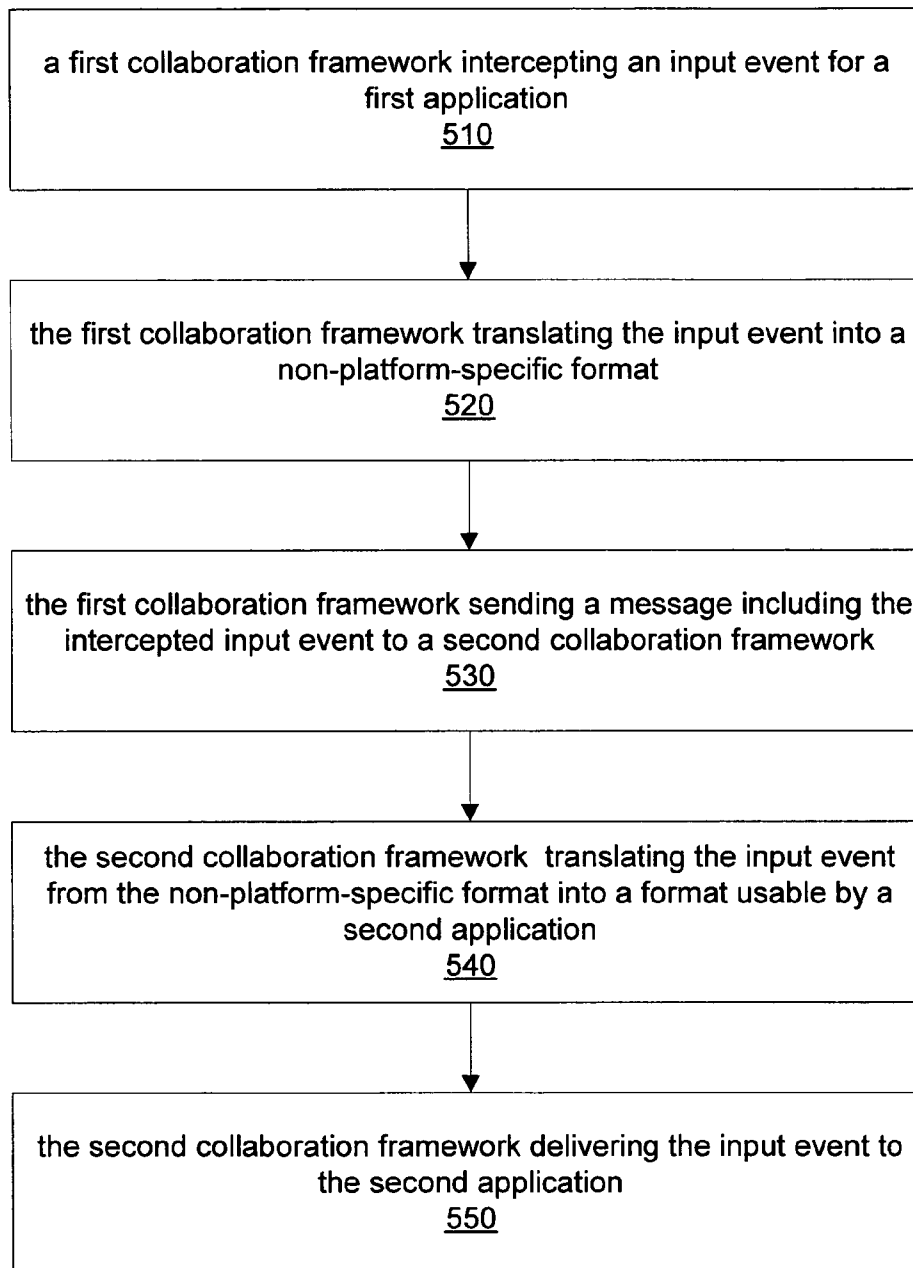 a first collaboration framework intercepting an input event for a
first application
510
the first collaboration framework translating the input event into a
non-platform-specific format
520
the first collaboration framework sending a message including the
intercepted input event to a second collaboration framework
530
the second collaboration framework translating the input event
from the non-platform-specific format into a format usable by a
second application
540
the second collaboration framework delivering the input event to
the second application
550